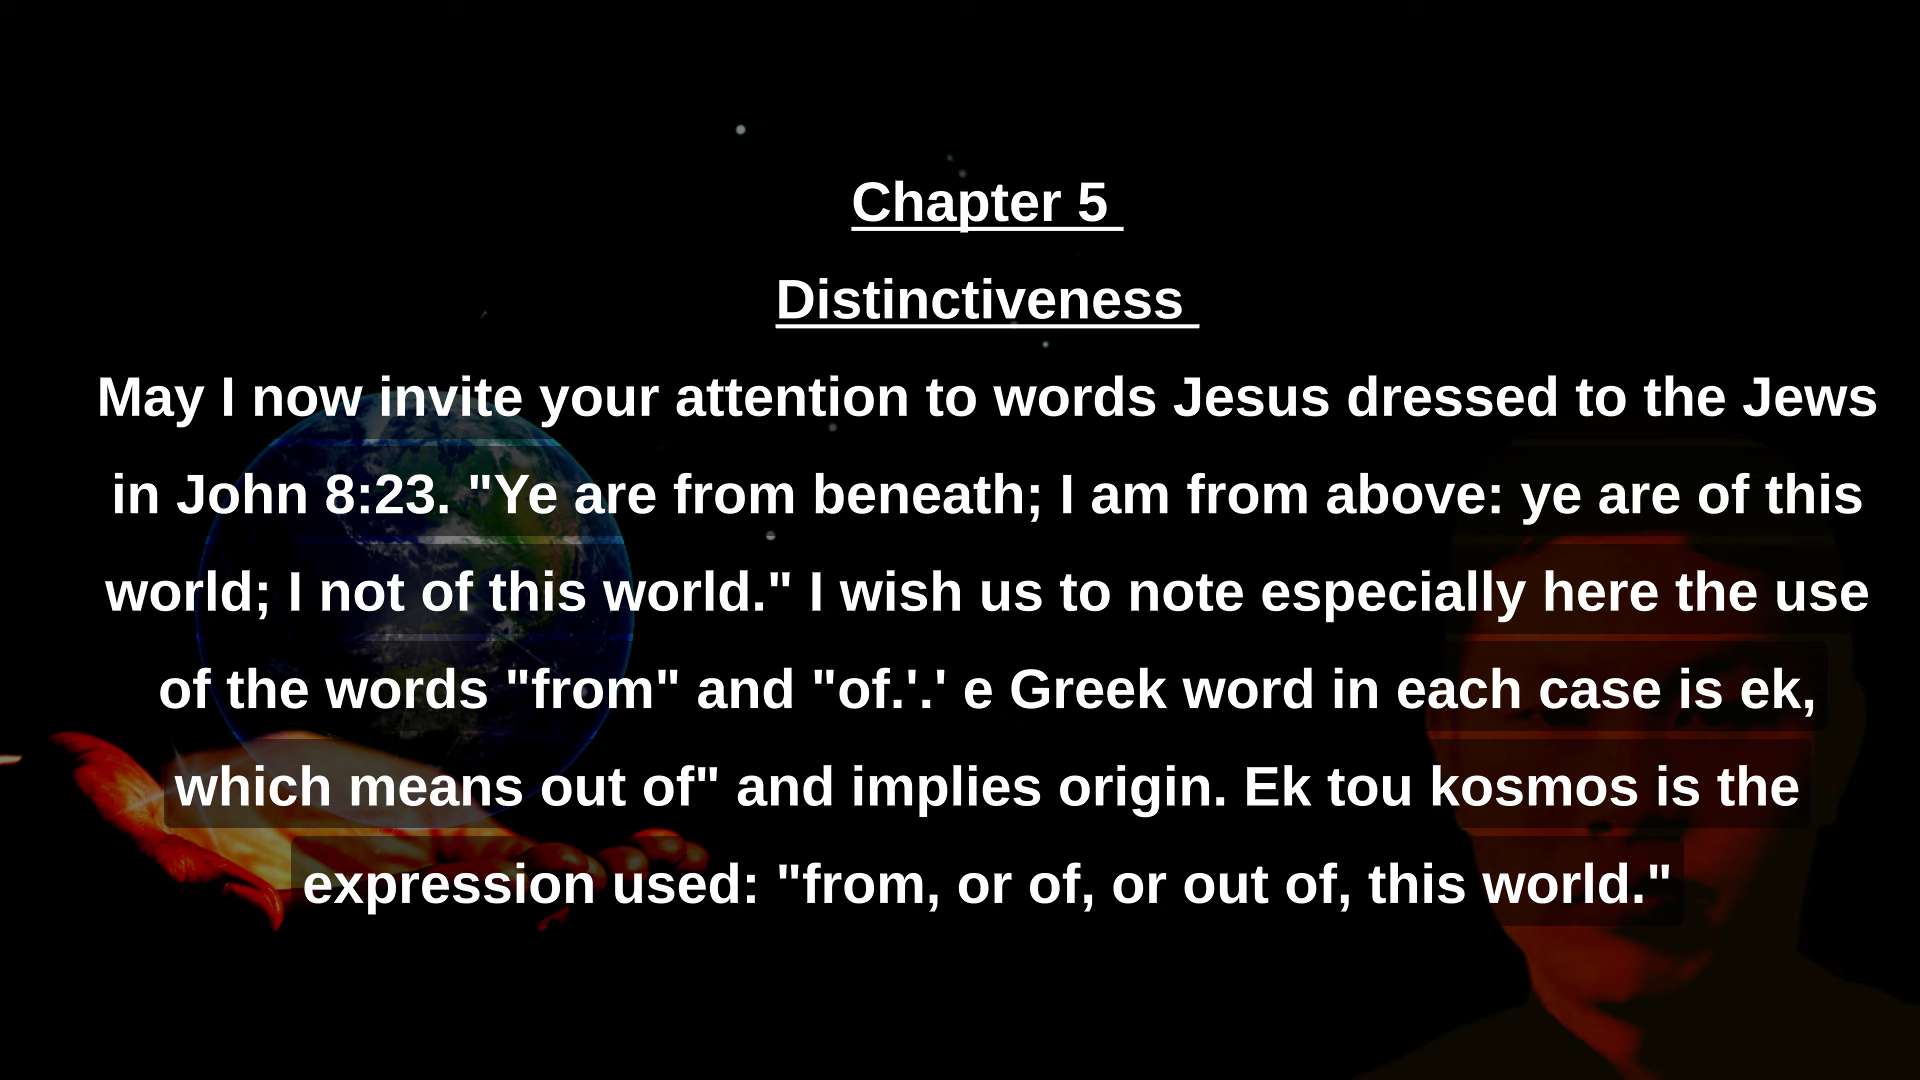 Chapter 5
Distinctiveness
May I now invite your attention to words Jesus dressed to the Jews
in John 8:23. "Ye are from beneath; I am from above: ye are of this
world; I not of this world." I wish us to note especially here the use
of the words "from" and "of.'.' e Greek word in each case is ek,
which means out of" and implies origin. Ek tou kosmos is the
expression used: "from, or of, or out of, this world."